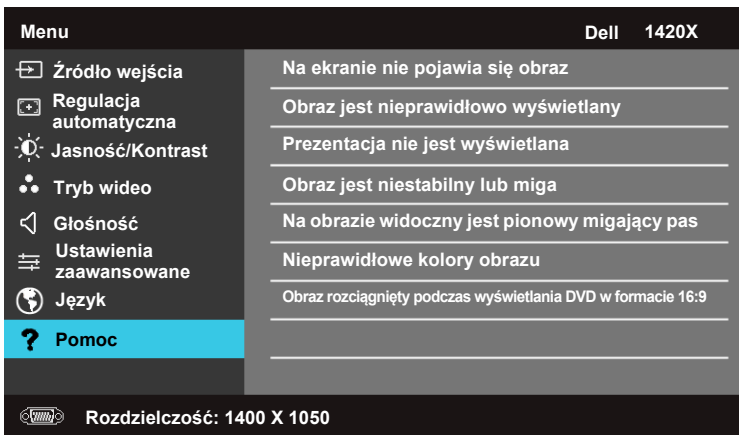 Menu
Dell 1420X
Źródło wejścia
Regulacja
automatyczna
Jasność/Kontrast
Tryb wideo
Głośność
Ustawienia
zaawansowane
Język
? Pomoc
Na ekranie nie pojawia się obraz
Obraz jest nieprawidłowo wyświetlany
Prezentacja nie jest wyświetlana
Obraz jest niestabilny lub miga
Na obrazie widoczny jest pionowy migający pas
Nieprawidłowe kolory obrazu
Obraz rozciągnięty podczas wyświetlania DVD w formacie 16:9
Rozdzielczość: 1400 X 1050